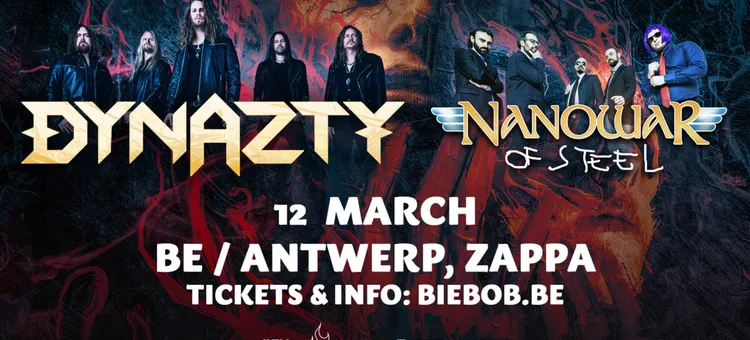 DYNAZTY
NANOWAR
OF STEEL
12 MARCH
BE / ANTWERP, ZAPPA
TICKETS & INFO: BIEBOB.BE